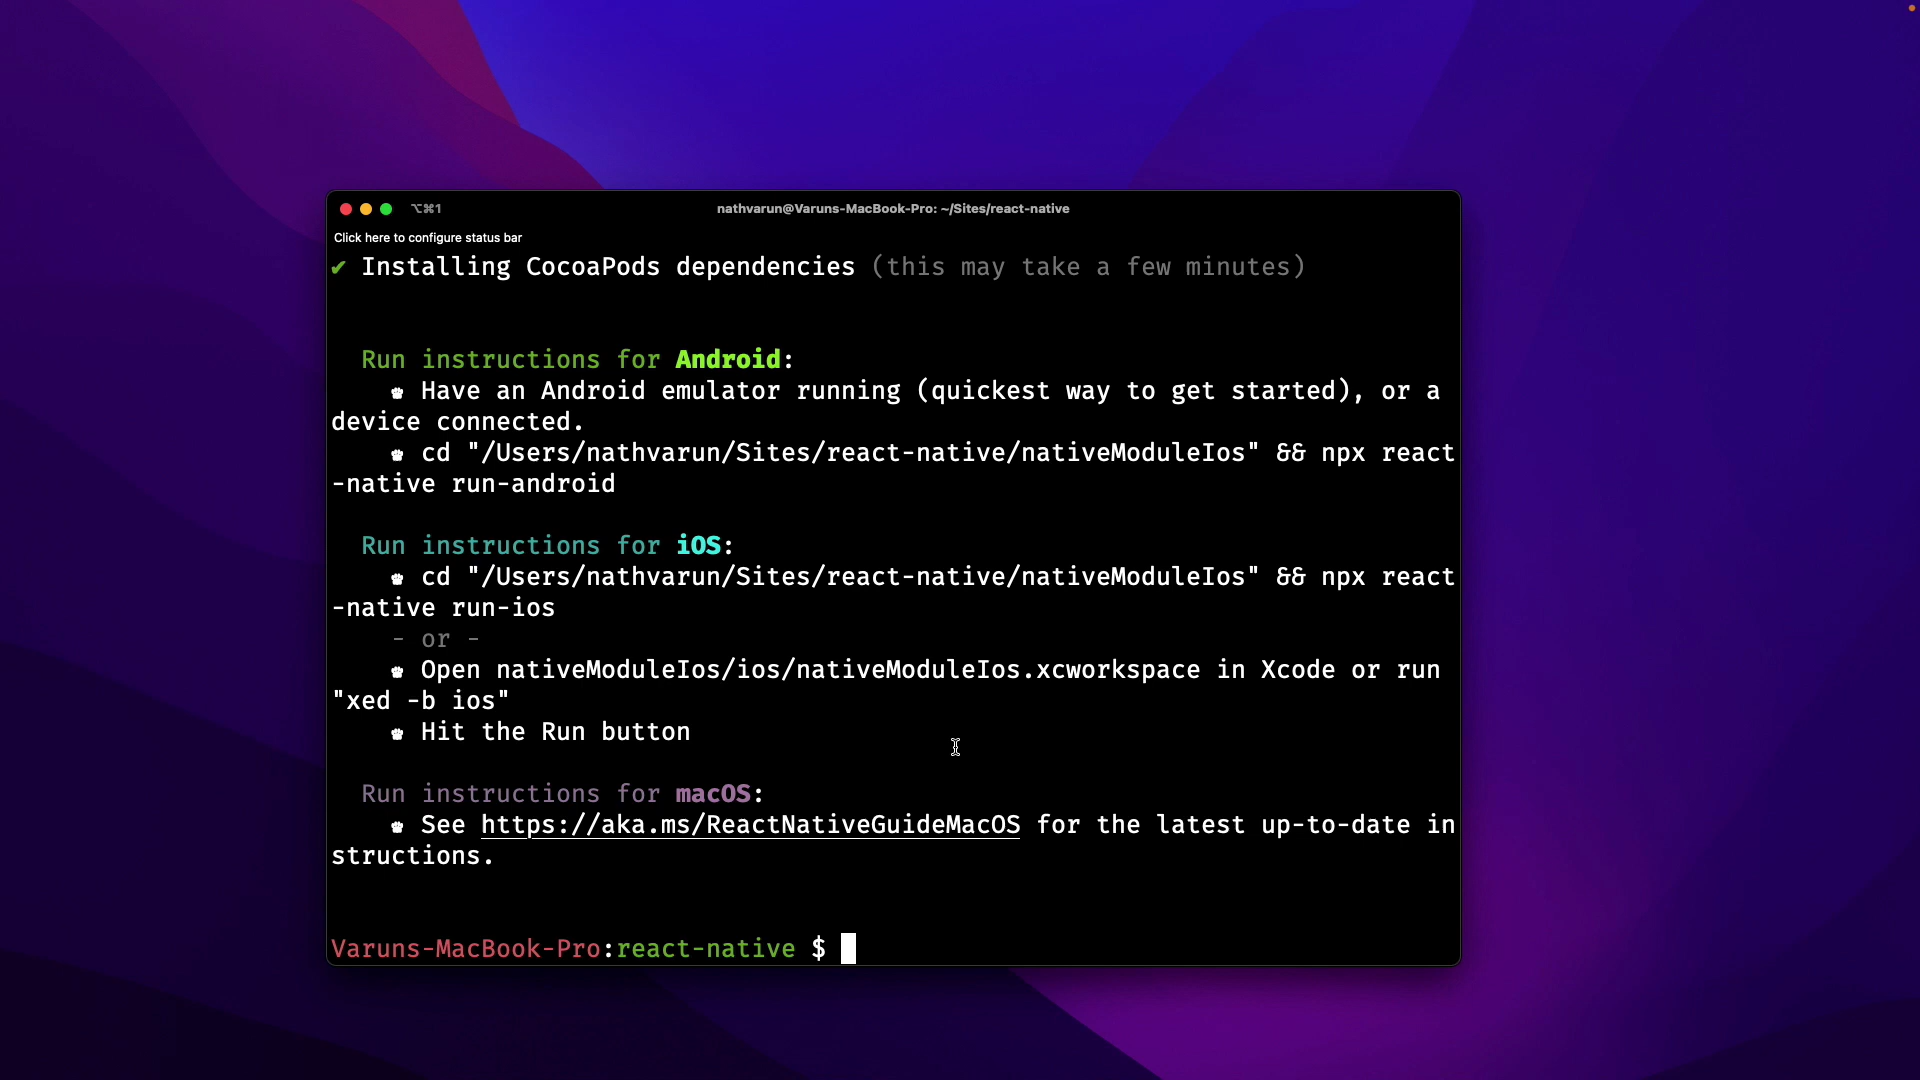 ⌥⌘1
nathvarun@Varuns-MacBook-Pro: ~/Sites/react-native
Click here to configure status bar
✔ Installing CocoaPods dependencies (this may take a few minutes)
Run instructions for Android:
Have an Android emulator running (quickest way to get started), or a
device connected.
cd "/Users/nathvarun/Sites/react-native/nativeModuleIos" && npx react
-native run-android
Run instructions for iOS:
cd "/Users/nathvarun/Sites/react-native/nativeModuleIos" && npx react
-native run-ios
- or -
Open nativeModuleIos/ios/nativeModuleIos.xcworkspace in Xcode or run
"xed -b ios"
Hit the Run button
Run instructions for macOS:
See https://aka.ms/ReactNativeGuideMacOS for the latest up-to-date in
structions.
Varuns-MacBook-Pro:react-native $